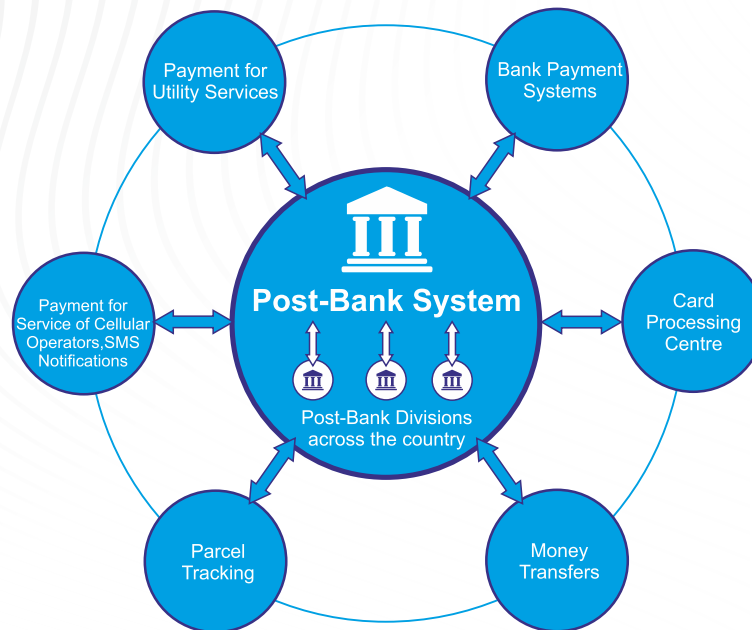 Payment for
Utility Services
Bank Payment
Systems
Post-Bank System
Payment for
Service of Cellular
Operators,SMS
Notifications
Card
Processing
Centre
Post-Bank Divisions
across the country
Parcel
Tracking
Money
Transfers